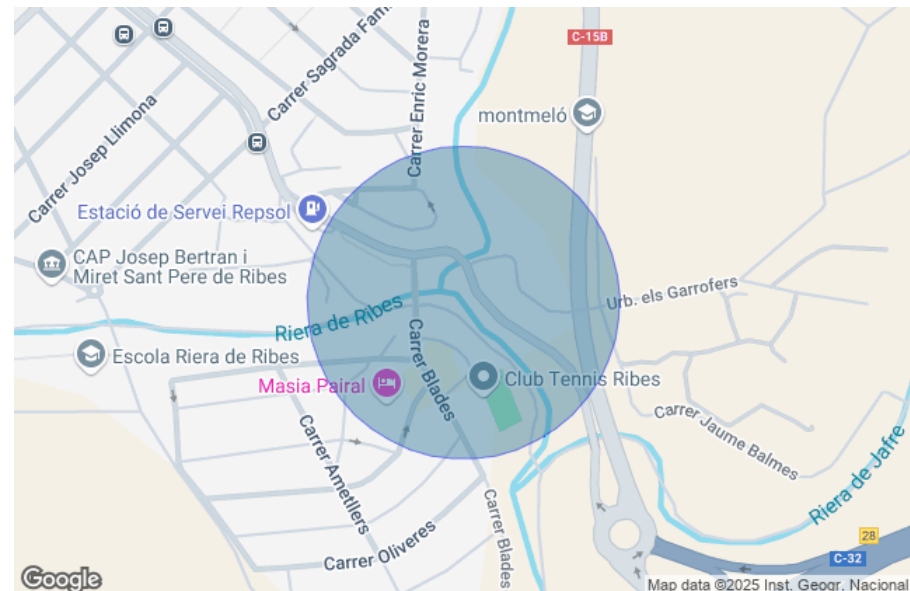 C-15B
Carrer Sagrada Fam
Carrer Enric Morera
montmeló
Carrer Josep Llimona
Estació de Servei Repsol
CAP Josep Bertran i
Miret Sant Pere de Ribes
Urb. els Garrofers
Riera de Ribes
Escola Riera de Ribes
Carrer Blades
Masia Pairal
Club Tennis Ribes
Carrer Jaume Balmes
Carrer Ametllers
Riera de Jafre
Carrer Oliveres
Carrer Blades
28
C-32
Google
Map data ©2025 Inst. Geogr. Nacional